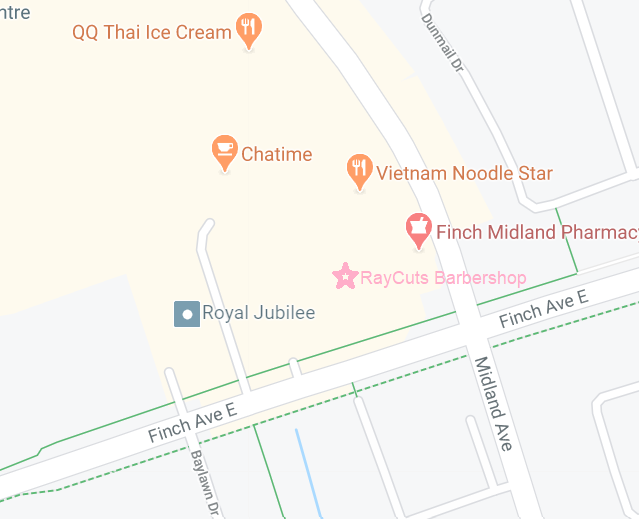 ntre
QQ Thai Ice Cream
Dunmail Dr
Chatime
Vietnam Noodle Star
Finch Midland Pharmacy
RayCuts Barbershop
Royal Jubilee
Finch Ave E
Midland Ave
Finch Ave E
Baylawn Dr